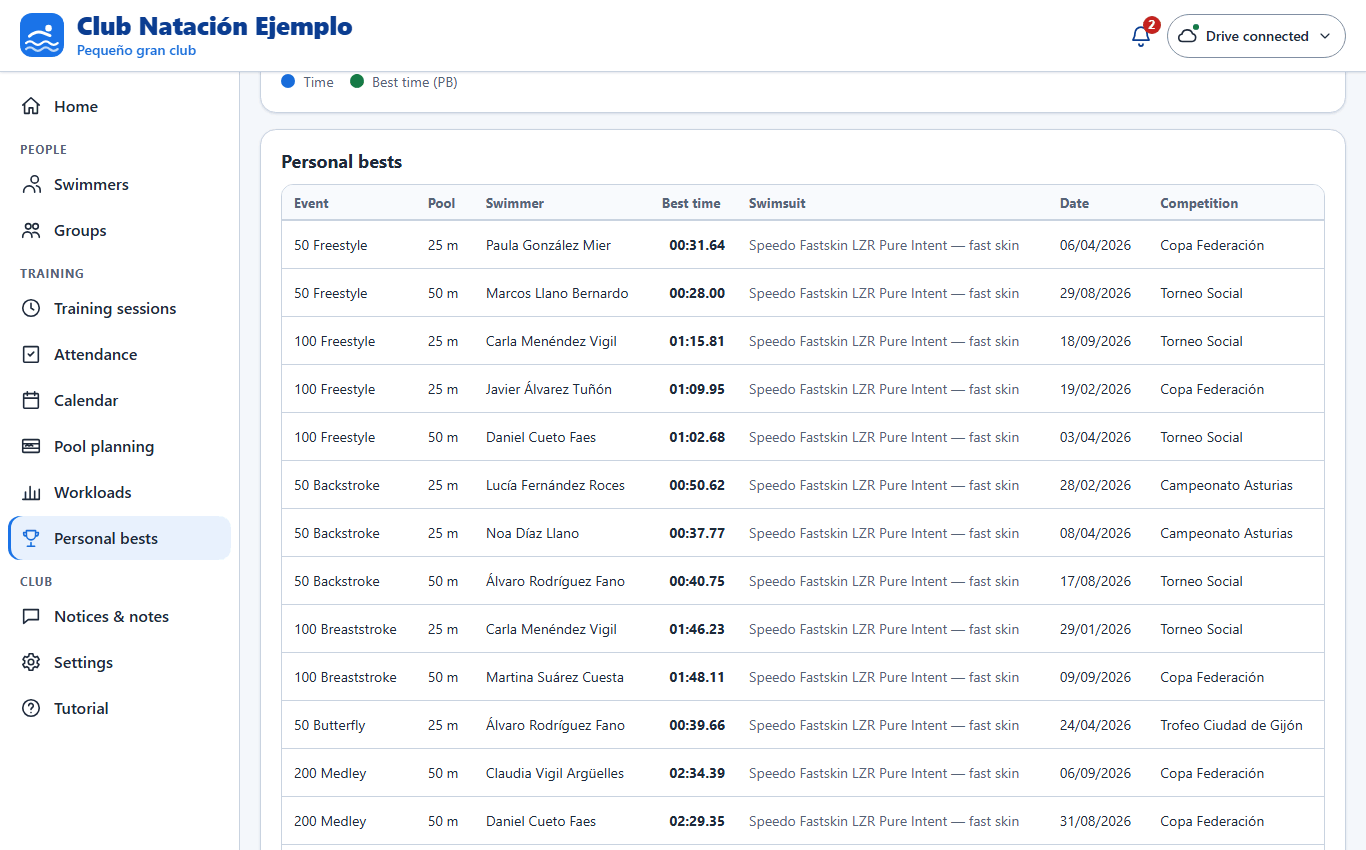 Club Natación Ejemplo
Pequeño gran club
2
Drive connected
Home
PEOPLE
Swimmers
Groups
TRAINING
Training sessions
Attendance
Calendar
Pool planning
Workloads
Personal bests
CLUB
Notices & notes
Settings
Tutorial
Time Best time (PB)
Personal bests
Event Pool Swimmer Best time Swimsuit Date Competition
50 Freestyle 25 m Paula González Mier 00:31.64 Speedo Fastskin LZR Pure Intent — fast skin 06/04/2026 Copa Federación
50 Freestyle 50 m Marcos Llano Bernardo 00:28.00 Speedo Fastskin LZR Pure Intent — fast skin 29/08/2026 Torneo Social
100 Freestyle 25 m Carla Menéndez Vigil 01:15.81 Speedo Fastskin LZR Pure Intent — fast skin 18/09/2026 Torneo Social
100 Freestyle 25 m Javier Álvarez Tuñón 01:09.95 Speedo Fastskin LZR Pure Intent — fast skin 19/02/2026 Copa Federación
100 Freestyle 50 m Daniel Cueto Faes 01:02.68 Speedo Fastskin LZR Pure Intent — fast skin 03/04/2026 Torneo Social
50 Backstroke 25 m Lucía Fernández Roces 00:50.62 Speedo Fastskin LZR Pure Intent — fast skin 28/02/2026 Campeonato Asturias
50 Backstroke 25 m Noa Díaz Llano 00:37.77 Speedo Fastskin LZR Pure Intent — fast skin 08/04/2026 Campeonato Asturias
50 Backstroke 50 m Álvaro Rodríguez Fano 00:40.75 Speedo Fastskin LZR Pure Intent — fast skin 17/08/2026 Torneo Social
100 Breaststroke 25 m Carla Menéndez Vigil 01:46.23 Speedo Fastskin LZR Pure Intent — fast skin 29/01/2026 Torneo Social
100 Breaststroke 50 m Martina Suárez Cuesta 01:48.11 Speedo Fastskin LZR Pure Intent — fast skin 09/09/2026 Copa Federación
50 Butterfly 25 m Álvaro Rodríguez Fano 00:39.66 Speedo Fastskin LZR Pure Intent — fast skin 24/04/2026 Trofeo Ciudad de Gijón
200 Medley 50 m Claudia Vigil Argüelles 02:34.39 Speedo Fastskin LZR Pure Intent — fast skin 06/09/2026 Copa Federación
200 Medley 50 m Daniel Cueto Faes 02:29.35 Speedo Fastskin LZR Pure Intent — fast skin 31/08/2026 Copa Federación